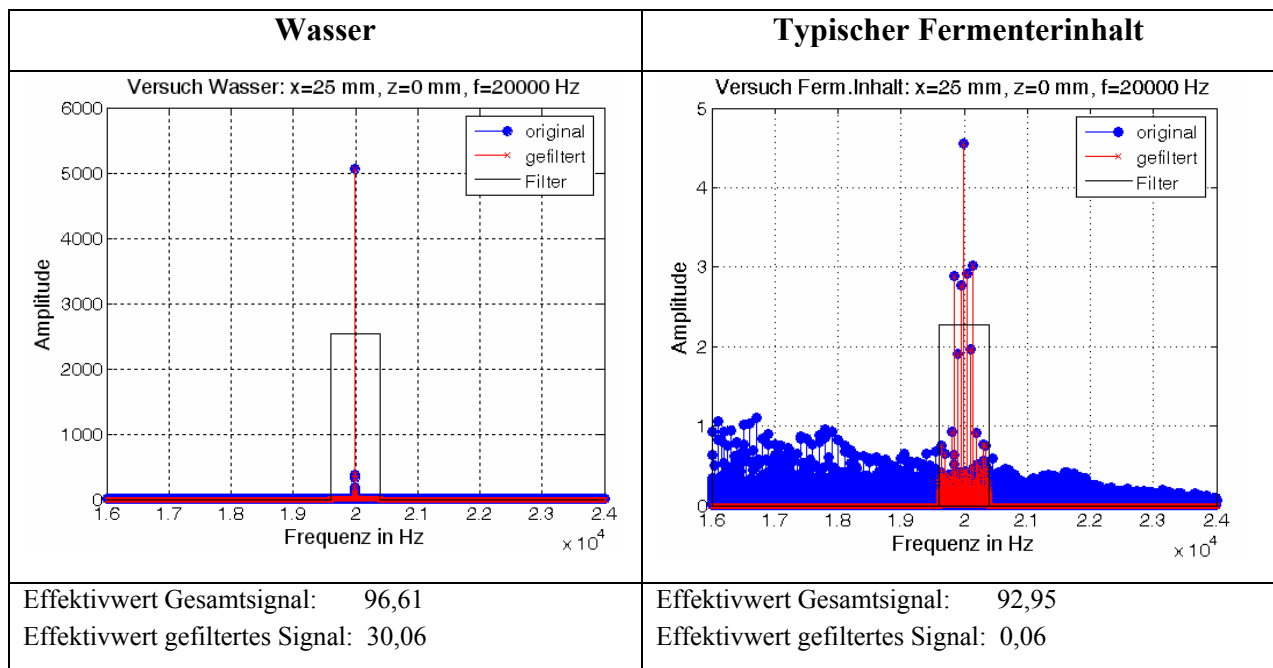 Wasser
Typischer Fermenterinhalt
Versuch Wasser: x=25 mm, z=0 mm, f=20000 Hz
6000
5000
4000
3000
2000
1000
0
Amplitude
original
gefiltert
Filter
1.6 1.7 1.8 1.9 2 2.1 2.2 2.3 2.4
Frequenz in Hz
x 10^4
Versuch Ferm.Inhalt: x=25 mm, z=0 mm, f=20000 Hz
5
4
3
2
1
0
Amplitude
original
gefiltert
Filter
1.6 1.7 1.8 1.9 2 2.1 2.2 2.3 2.4
Frequenz in Hz
x 10^4
Effektivwert Gesamtsignal: 96,61
Effektivwert gefiltertes Signal: 30,06
Effektivwert Gesamtsignal: 92,95
Effektivwert gefiltertes Signal: 0,06